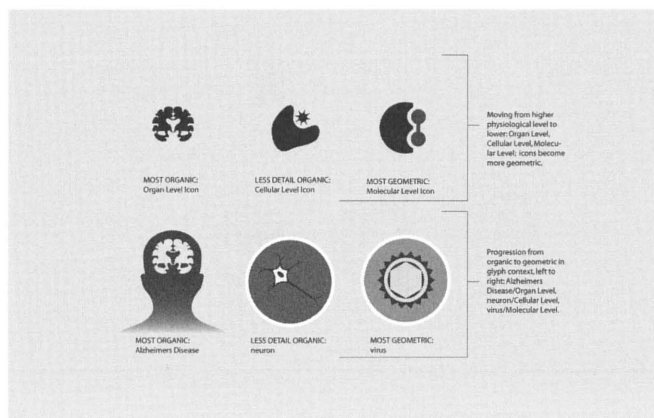 MOST ORGANIC:
Organ Level Icon
LESS DETAIL ORGANIC:
Cellular Level Icon
MOST GEOMETRIC:
Molecular Level Icon
Moving from higher
physiological level to
lower: Organ Level,
Cellular Level, Molecu-
lar Level; icons become
more geometric.
MOST ORGANIC:
Alzheimers Disease
LESS DETAIL ORGANIC:
neuron
MOST GEOMETRIC:
virus
Progression from
organic to geometric in
glyph context, left to
right: Alzheimers
Disease/Organ Level,
neuron/Cellular Level,
virus/Molecular Level.